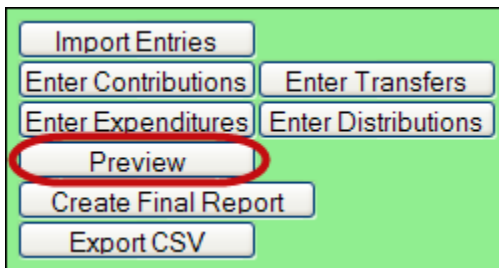 Import Entries
Enter Contributions Enter Transfers
Enter Expenditures Enter Distributions
Preview
Create Final Report
Export CSV